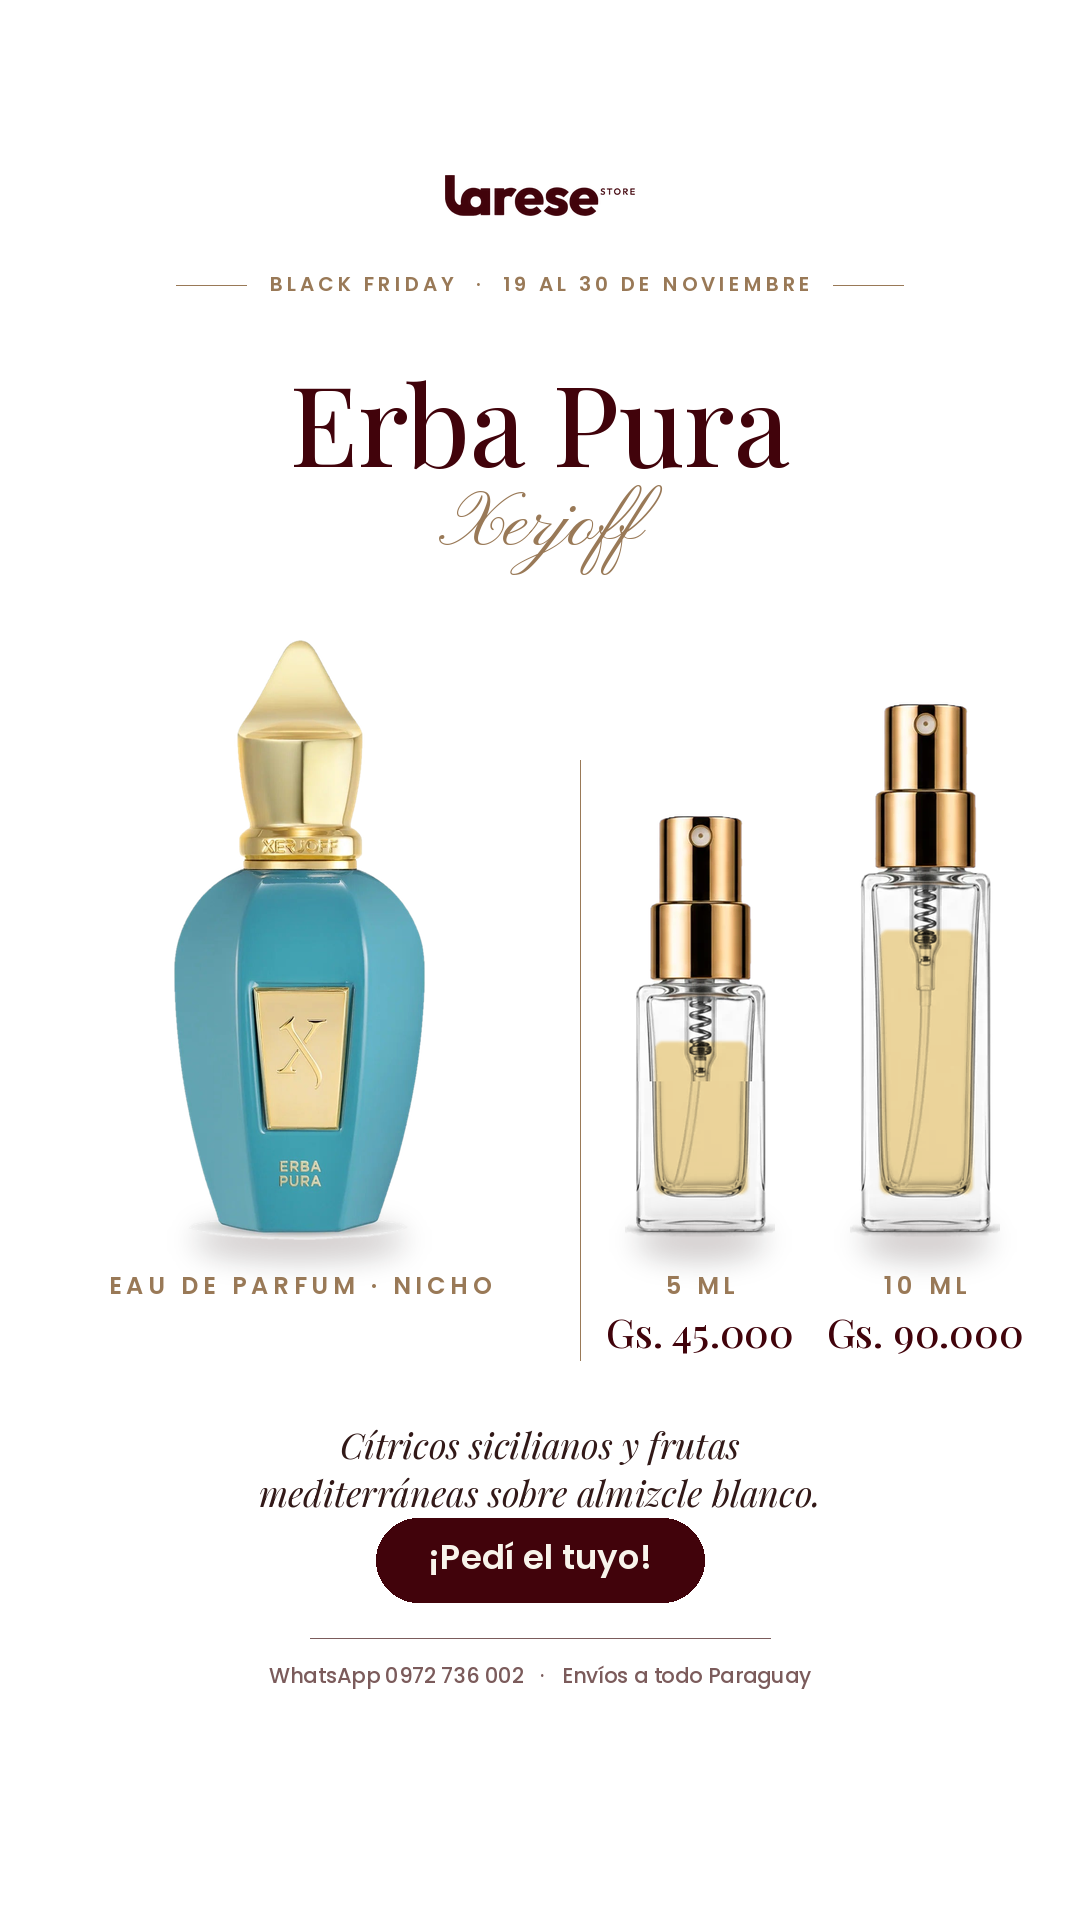 Larese STORE
BLACK FRIDAY · 19 AL 30 DE NOVIEMBRE
Erba Pura
Xerjoff
XERJOFF
X
ERBA
PURA
EAU DE PARFUM · NICHO
5 ML
Gs. 45.000
10 ML
Gs. 90.000
Cítricos sicilianos y frutas
mediterráneas sobre almizcle blanco.
¡Pedí el tuyo!
WhatsApp 0972 736 002 · Envíos a todo Paraguay